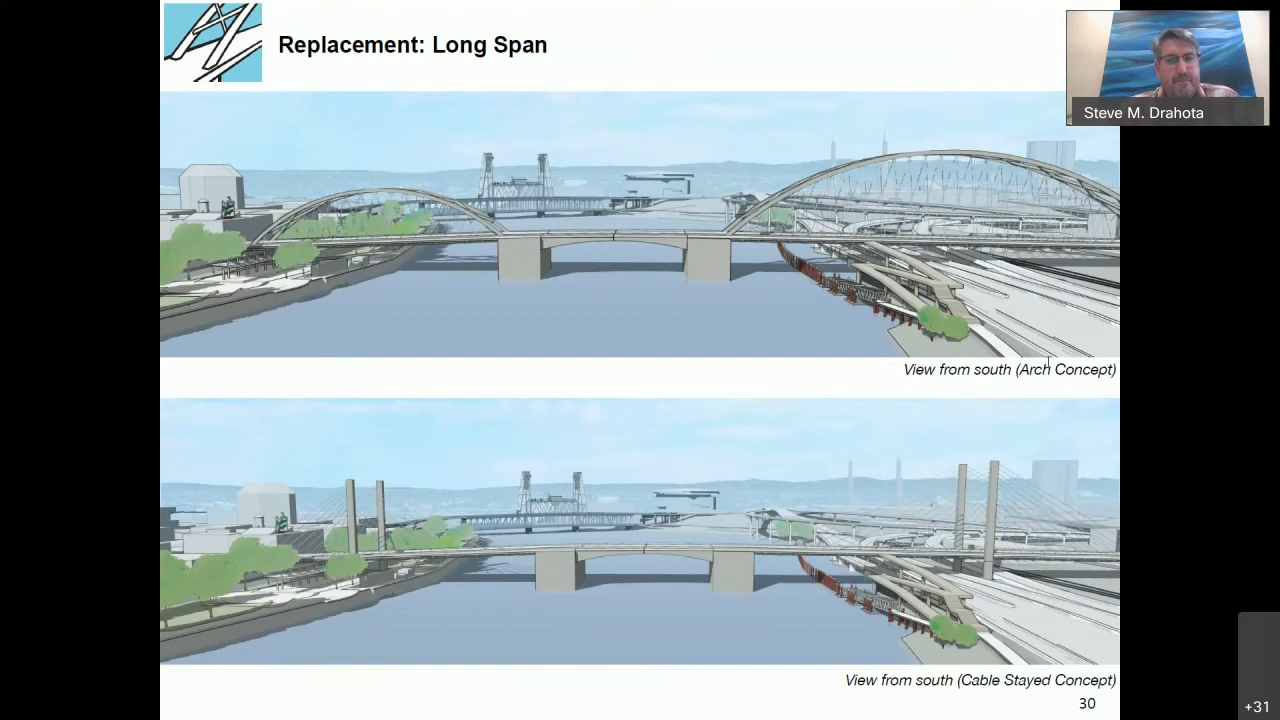 Replacement: Long Span
Steve M. Drahota
View from south (Arch Concept)
View from south (Cable Stayed Concept)
30
+31